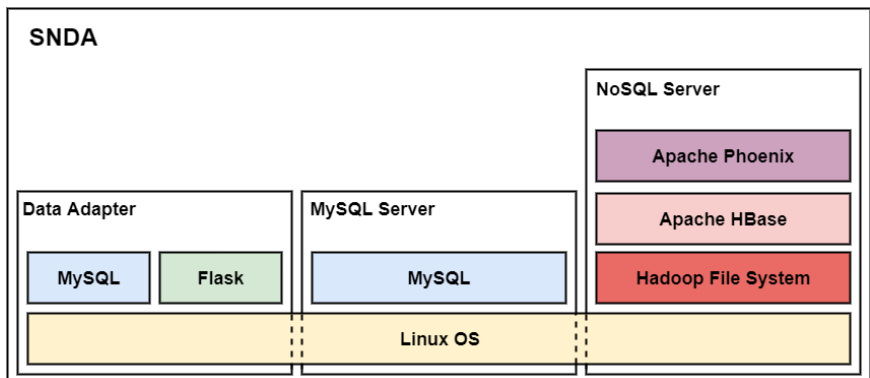 SNDA
NoSQL Server
Apache Phoenix
Data Adapter
MySQL Server
Apache HBase
MySQL
Flask
MySQL
Hadoop File System
Linux OS